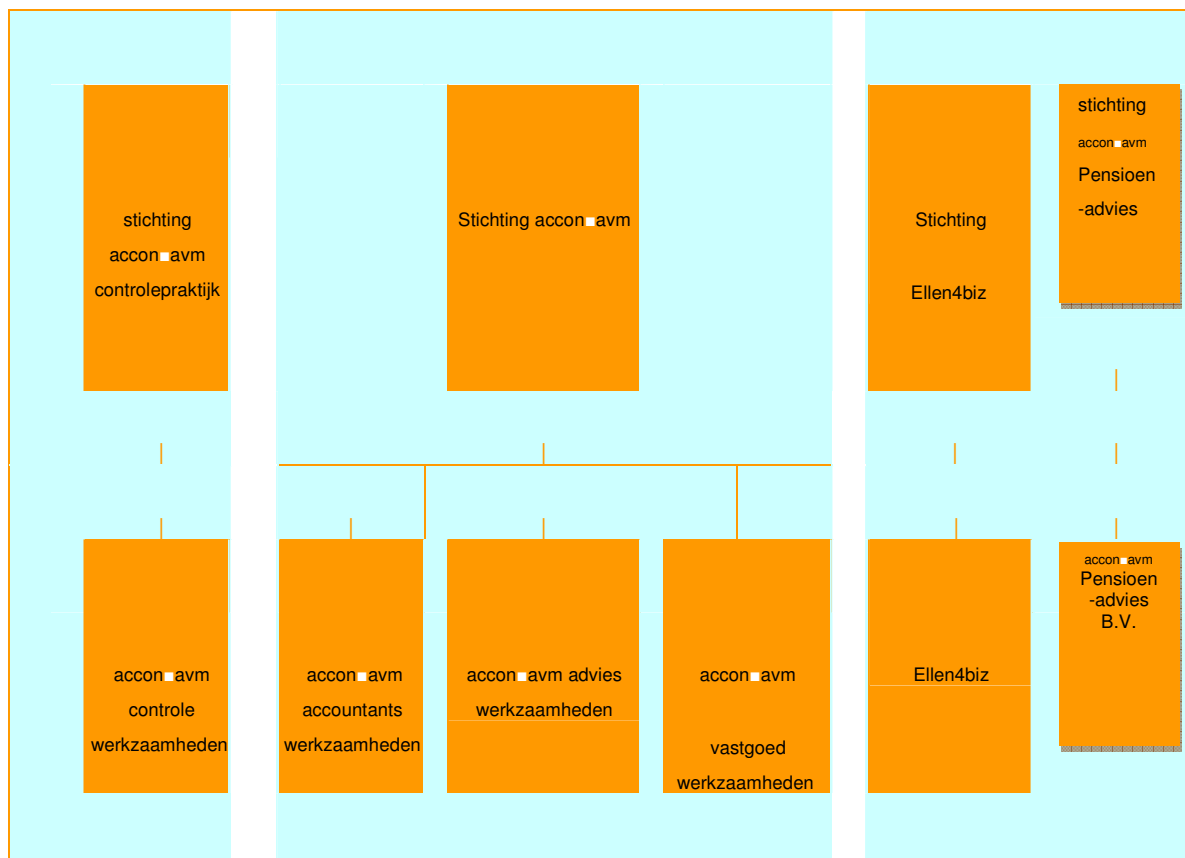 stichting
accon■avm
controlepraktijk
Stichting accon■avm
Stichting
Ellen4biz
stichting
accon■avm
Pensioen
-advies
accon■avm
controle
werkzaamheden
accon■avm
accountants
werkzaamheden
accon■avm advies
werkzaamheden
accon■avm
vastgoed
werkzaamheden
Ellen4biz
accon■avm
Pensioen
-advies
B.V.